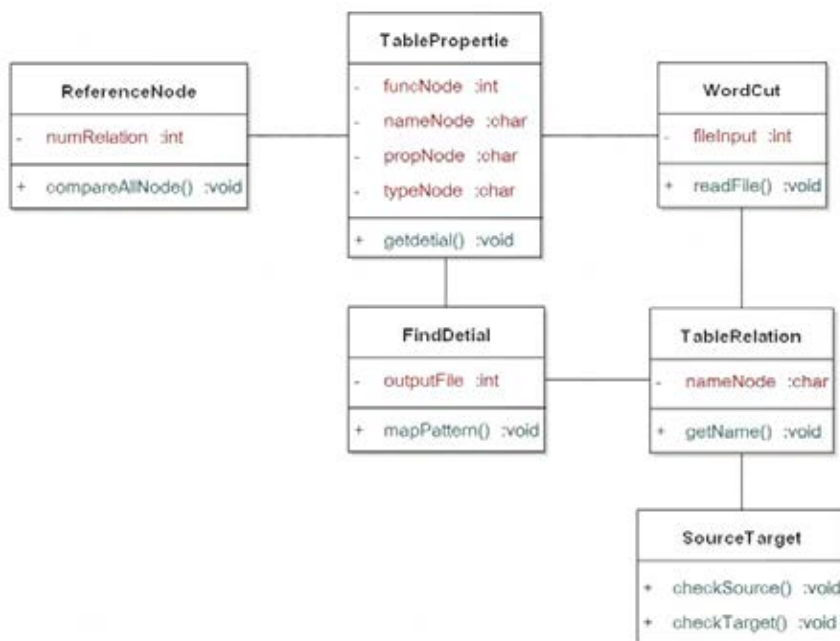 TablePropertie
- funcNode :int
- nameNode :char
- propNode :char
- typeNode :char
+ getdetial() :void
ReferenceNode
- numRelation :int
+ compareAllNode() :void
WordCut
- fileInput :int
+ readFile() :void
FindDetial
- outputFile :int
+ mapPattern() :void
TableRelation
- nameNode :char
+ getName() :void
SourceTarget
+ checkSource() :void
+ checkTarget() :void